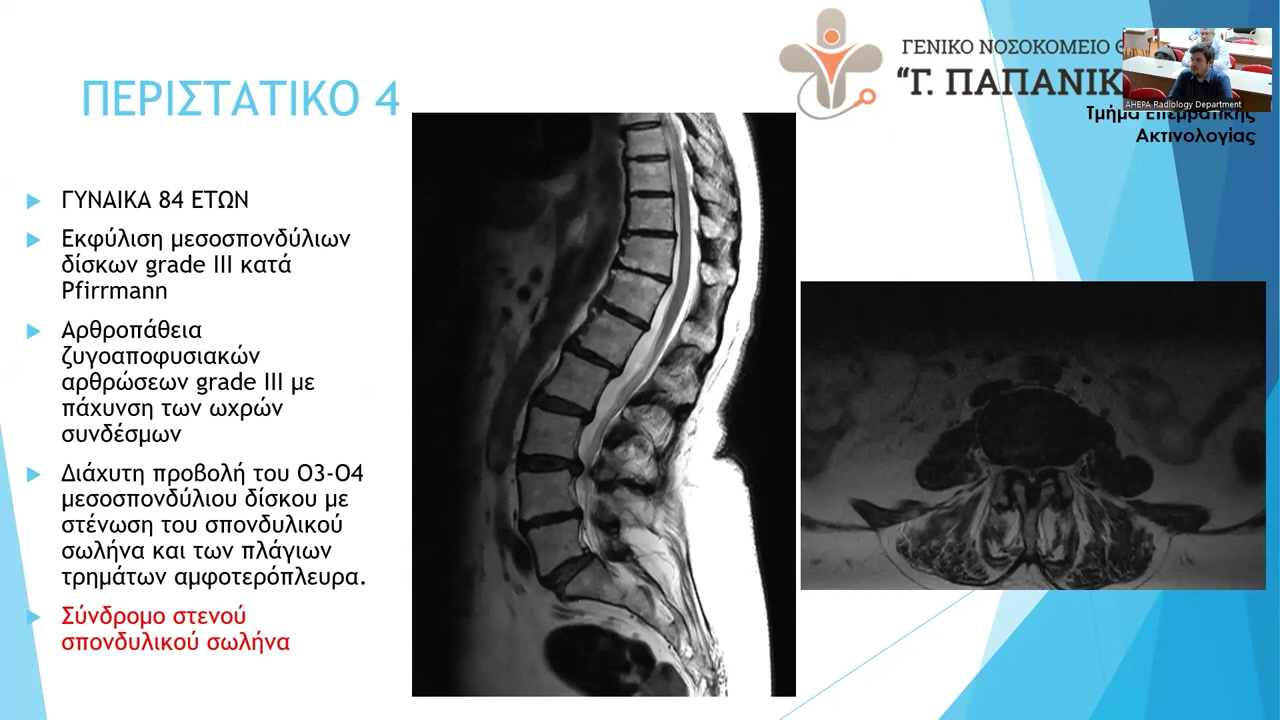 ΓΕΝΙΚΟ ΝΟΣΟΚΟΜΕΙΟ
“Γ. ΠΑΠΑΝΙΚ
AHEPA Radiology Department
Τμήμα Επεμβατικής
Ακτινολογίας
ΠΕΡΙΣΤΑΤΙΚΟ 4
ΓΥΝΑΙΚΑ 84 ΕΤΩΝ
Εκφύλιση μεσοσπονδύλιων
δίσκων grade III κατά
Pfirrmann
Αρθροπάθεια
ζυγοαποφυσιακών
αρθρώσεων grade III με
πάχυνση των ωχρών
συνδέσμων
Διάχυτη προβολή του Ο3-Ο4
μεσοσπονδύλιου δίσκου με
στένωση του σπονδυλικού
σωλήνα και των πλάγιων
τρημάτων αμφοτερόπλευρα.
Σύνδρομο στενού
σπονδυλικού σωλήνα